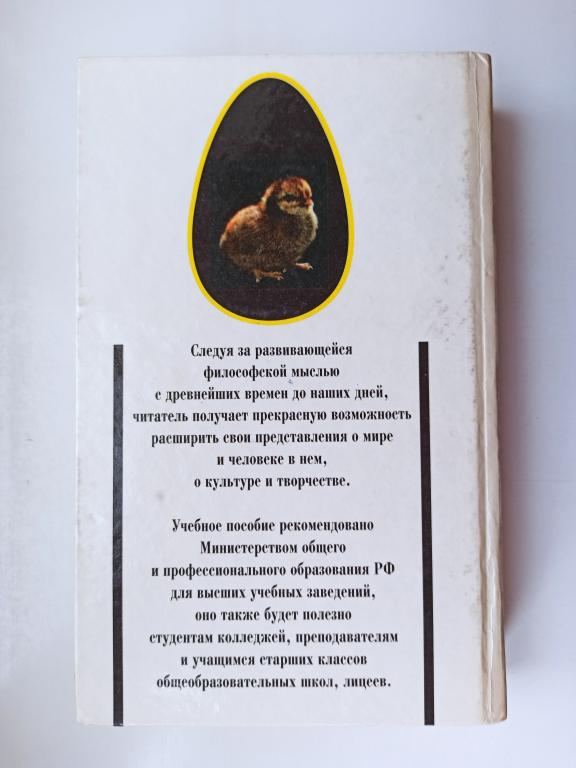 Следуя за развивающейся
философской мыслью
с древнейших времен до наших дней,
читатель получает прекрасную возможность
расширить свои представления о мире
и человеке в нем,
о культуре и творчестве.
Учебное пособие рекомендовано
Министерством общего
и профессионального образования РФ
для высших учебных заведений,
оно также будет полезно
студентам колледжей, преподавателям
и учащимся старших классов
общеобразовательных школ, лицеев.